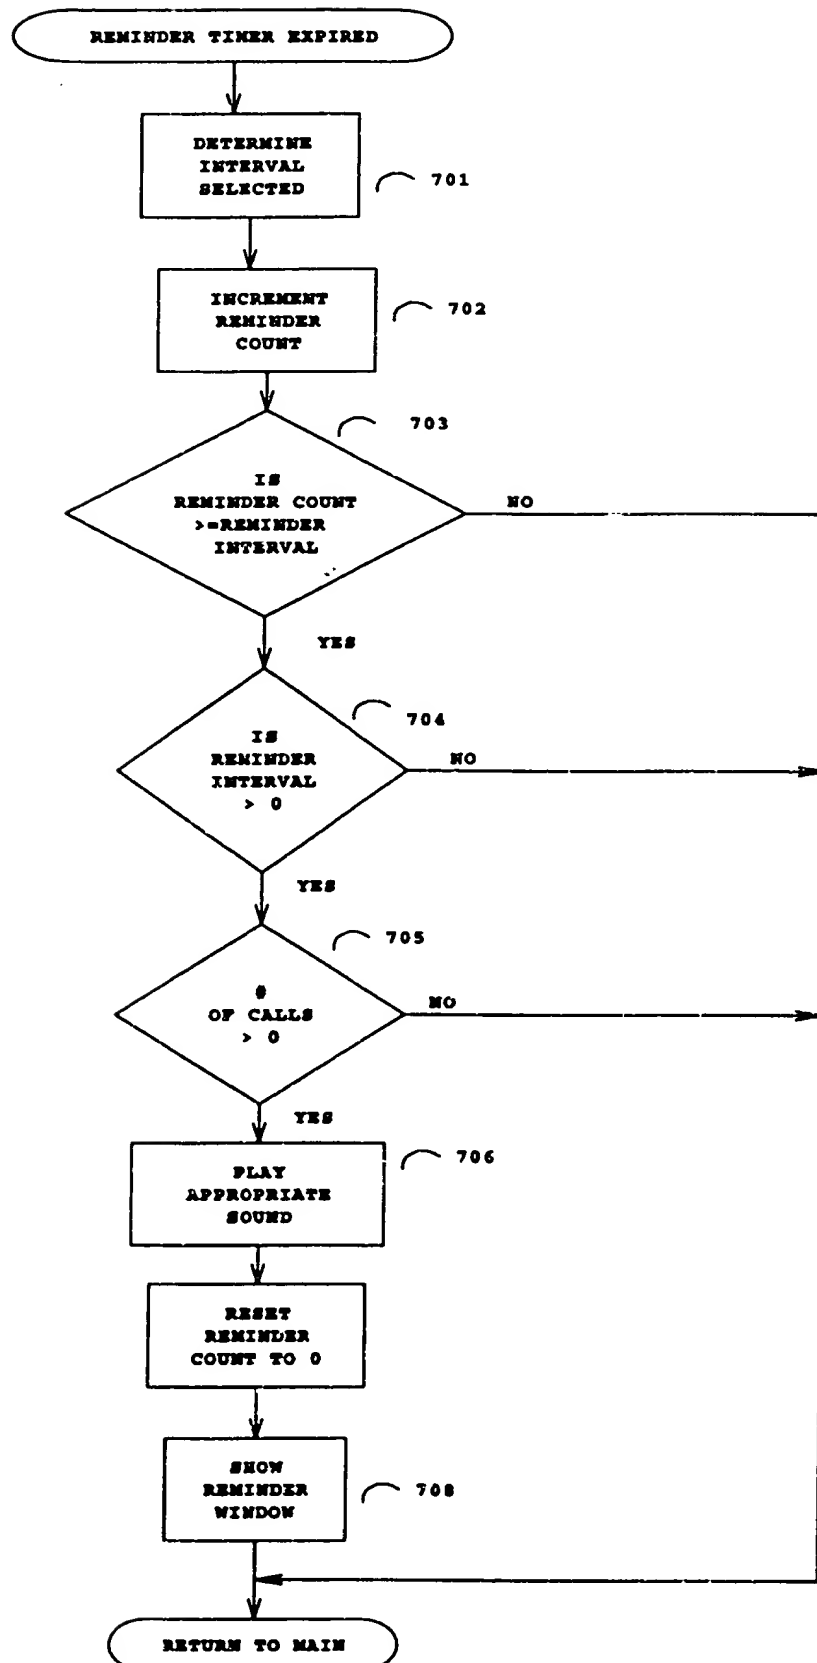 REMINDER TIMER EXPIRED
DETERMINE
INTERVAL
SELECTED
701
INCREMENT
REMINDER
COUNT
702
703
IS
REMINDER COUNT
>=REMINDER
INTERVAL
NO
YES
704
IS
REMINDER
INTERVAL
> 0
NO
YES
705
#
OF CALLS
> 0
NO
YES
PLAY
APPROPRIATE
SOUND
706
RESET
REMINDER
COUNT TO 0
SHOW
REMINDER
WINDOW
708
RETURN TO MAIN